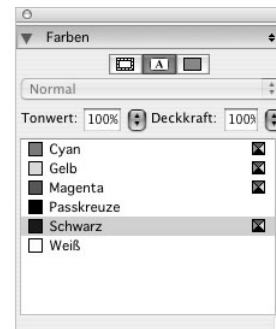 Farben
A
Normal
Tonwert: 100% Deckkraft: 100%
Cyan
Gelb
Magenta
Passkreuze
Schwarz
Weiß